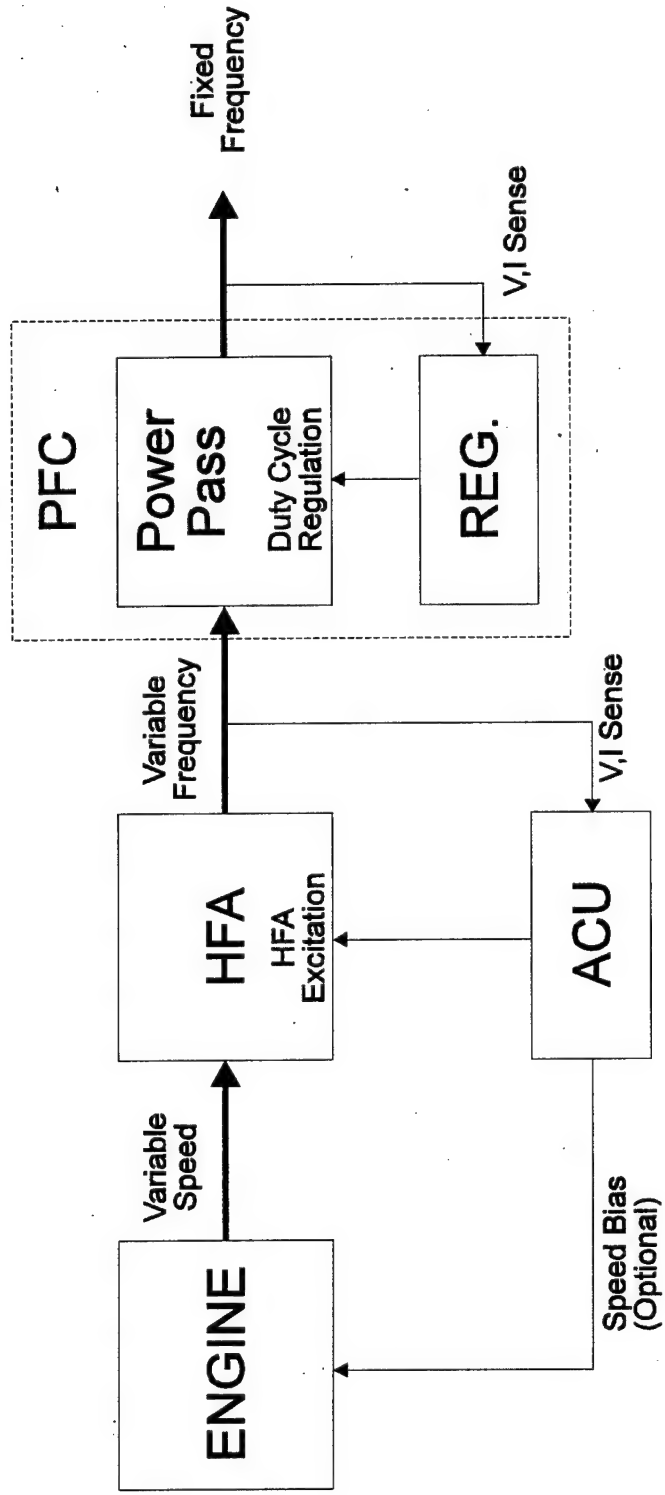 ENGINE
Variable
Speed
HFA
HFA
Excitation
Variable
Frequency
PFC
Power
Pass
Duty Cycle
Regulation
Fixed
Frequency
Speed Bias
(Optional)
ACU
V,I Sense
REG.
V,I Sense